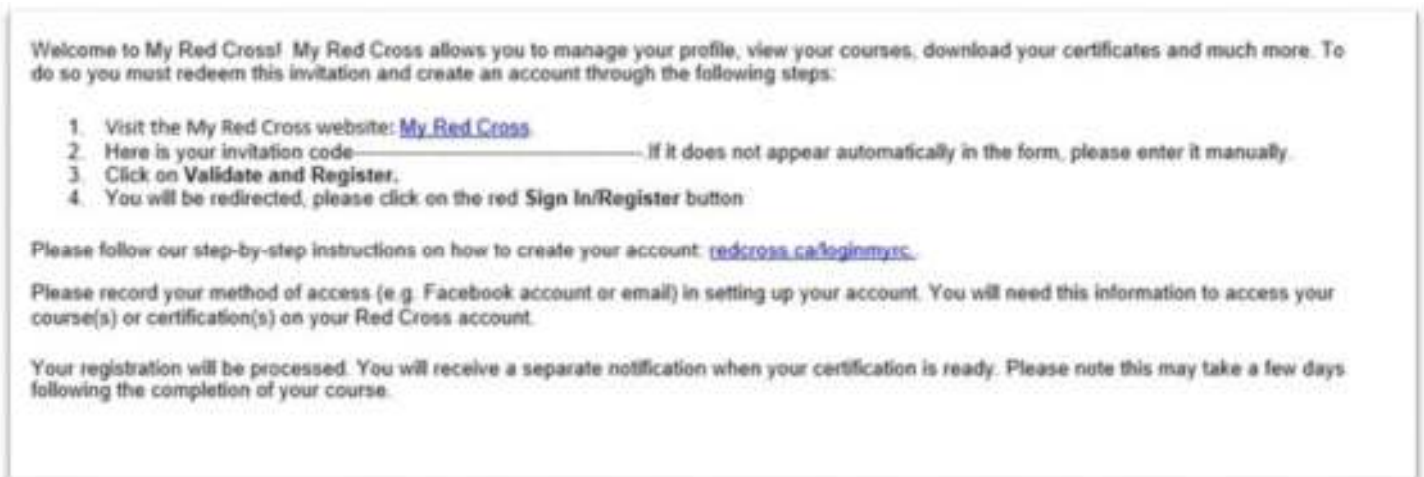 Welcome to My Red Cross! My Red Cross allows you to manage your profile, view your courses, download your certificates and much more. To
do so you must redeem this invitation and create an account through the following steps:
1. Visit the My Red Cross website: My Red Cross.
2. Here is your invitation code-------------------------------------------. If it does not appear automatically in the form, please enter it manually.
3. Click on Validate and Register.
4. You will be redirected, please click on the red Sign In/Register button
Please follow our step-by-step instructions on how to create your account: redcross.ca/loginmyrc.
Please record your method of access (e.g. Facebook account or email) in setting up your account. You will need this information to access your
course(s) or certification(s) on your Red Cross account.
Your registration will be processed. You will receive a separate notification when your certification is ready. Please note this may take a few days
following the completion of your course.